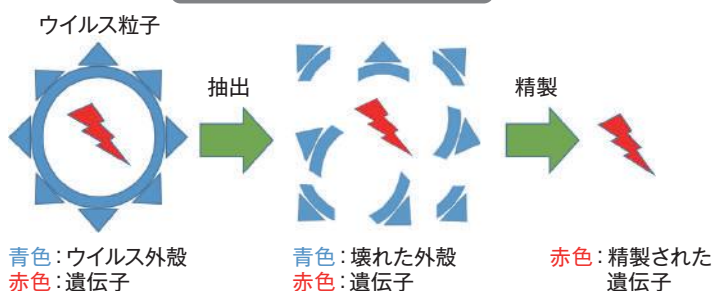 ウイルス粒子
抽出
精製
青色：ウイルス外殻
赤色：遺伝子
青色：壊れた外殻
赤色：遺伝子
赤色：精製された
遺伝子